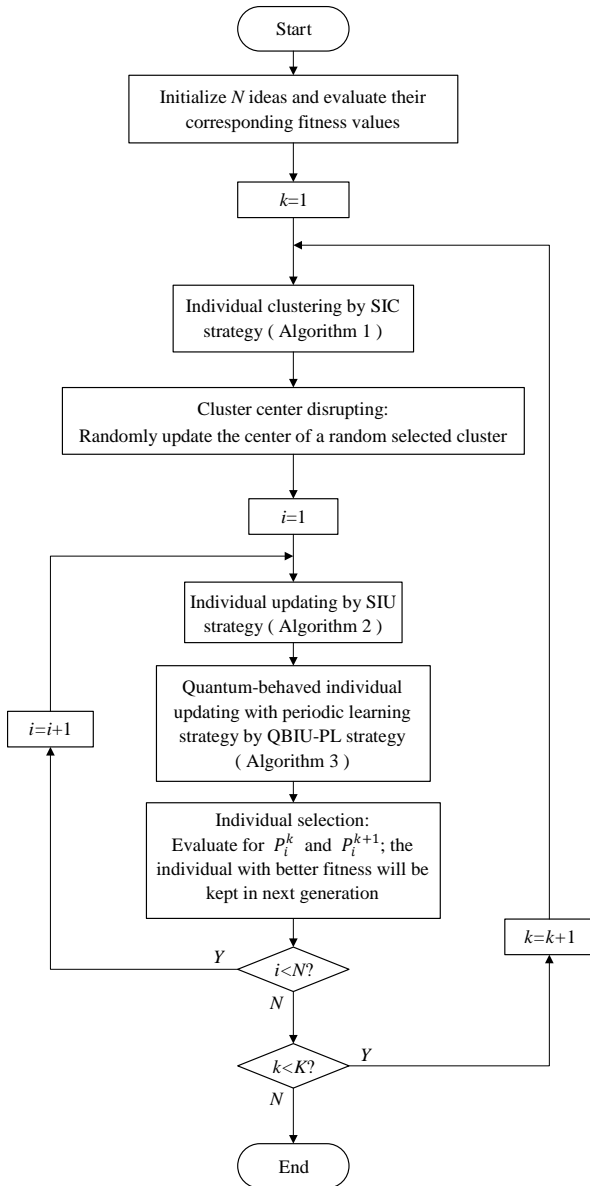 Start
Initialize N ideas and evaluate their
corresponding fitness values
k=1
Individual clustering by SIC
strategy ( Algorithm 1 )
Cluster center disrupting:
Randomly update the center of a random selected cluster
i=1
Individual updating by SIU
strategy ( Algorithm 2 )
Quantum-behaved individual
updating with periodic learning
strategy by QBIU-PL strategy
( Algorithm 3 )
i=i+1
Individual selection:
Evaluate for P_i^k and P_i^{k+1}; the
individual with better fitness will be
kept in next generation
k=k+1
Y
i<N?
N
k<K?
Y
N
End